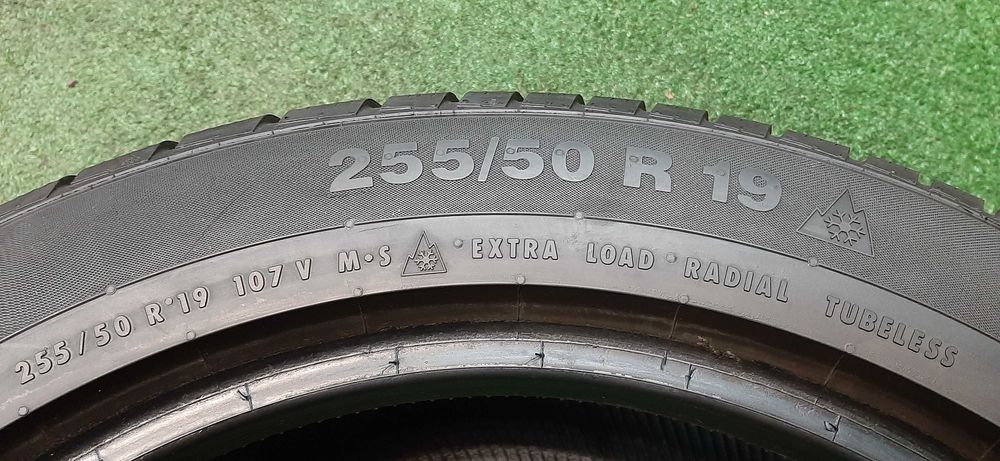 255/50 R 19
255/50 R 19 107 V M·S EXTRA LOAD RADIAL TUBELESS